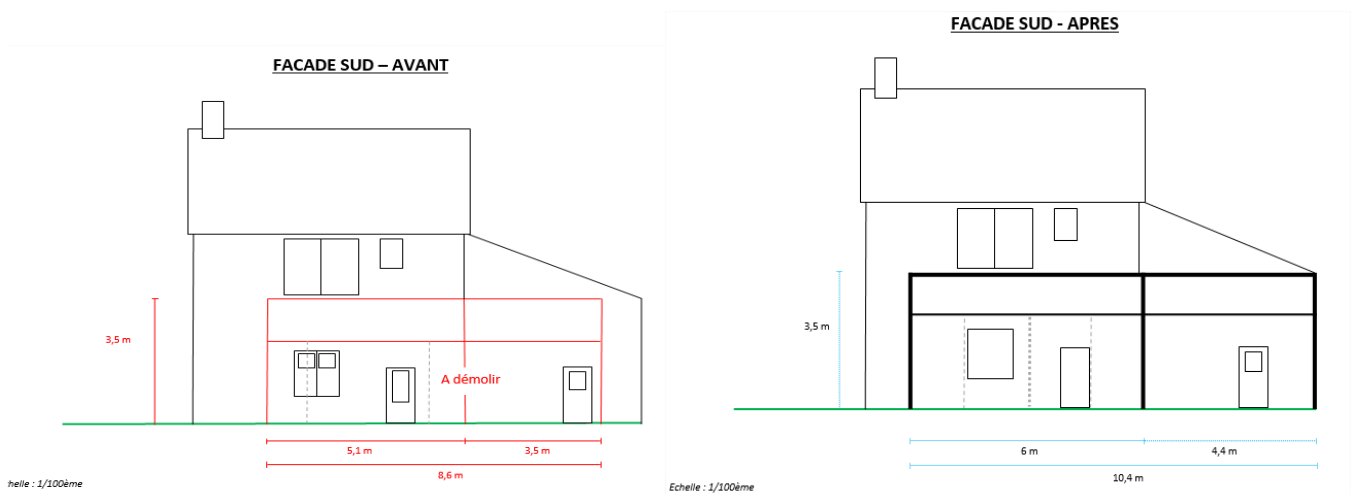 FACADE SUD – AVANT
3,5 m
A démolir
5,1 m
3,5 m
8,6 m
helle : 1/100ème
FACADE SUD - APRES
3,5 m
6 m
4,4 m
10,4 m
Echelle : 1/100ème